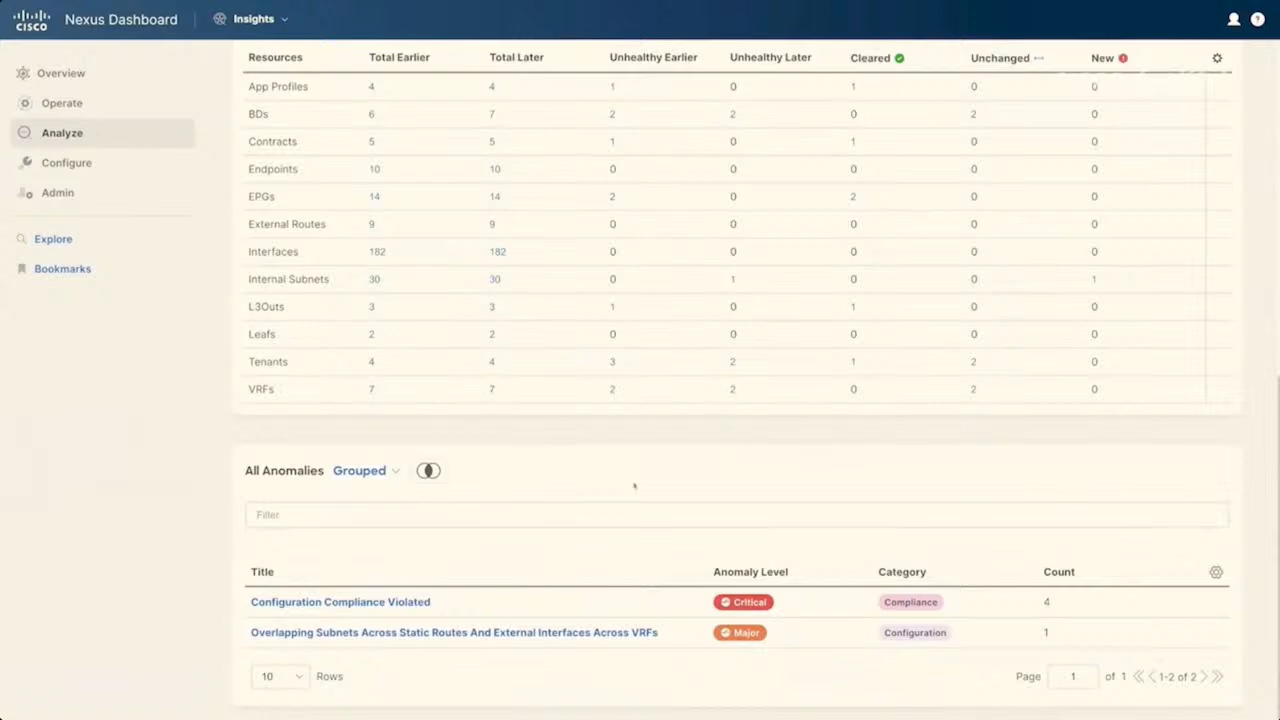 CISCO Nexus Dashboard Insights
Overview
Operate
Analyze
Configure
Admin
Explore
Bookmarks
Resources Total Earlier Total Later Unhealthy Earlier Unhealthy Later Cleared Unchanged New
App Profiles 4 4 1 0 1 0 0
BDs 6 7 2 2 0 2 0
Contracts 5 5 1 0 1 0 0
Endpoints 10 10 0 0 0 0 0
EPGs 14 14 2 0 2 0 0
External Routes 9 9 0 0 0 0 0
Interfaces 182 182 0 0 0 0 0
Internal Subnets 30 30 0 1 0 0 1
L3Outs 3 3 1 0 1 0 0
Leafs 2 2 0 0 0 0 0
Tenants 4 4 3 2 1 2 0
VRFs 7 7 2 2 0 2 0
All Anomalies Grouped
Filter
Title Anomaly Level Category Count
Configuration Compliance Violated Critical Compliance 4
Overlapping Subnets Across Static Routes And External Interfaces Across VRFs Major Configuration 1
10 Rows Page 1 of 1 1-2 of 2